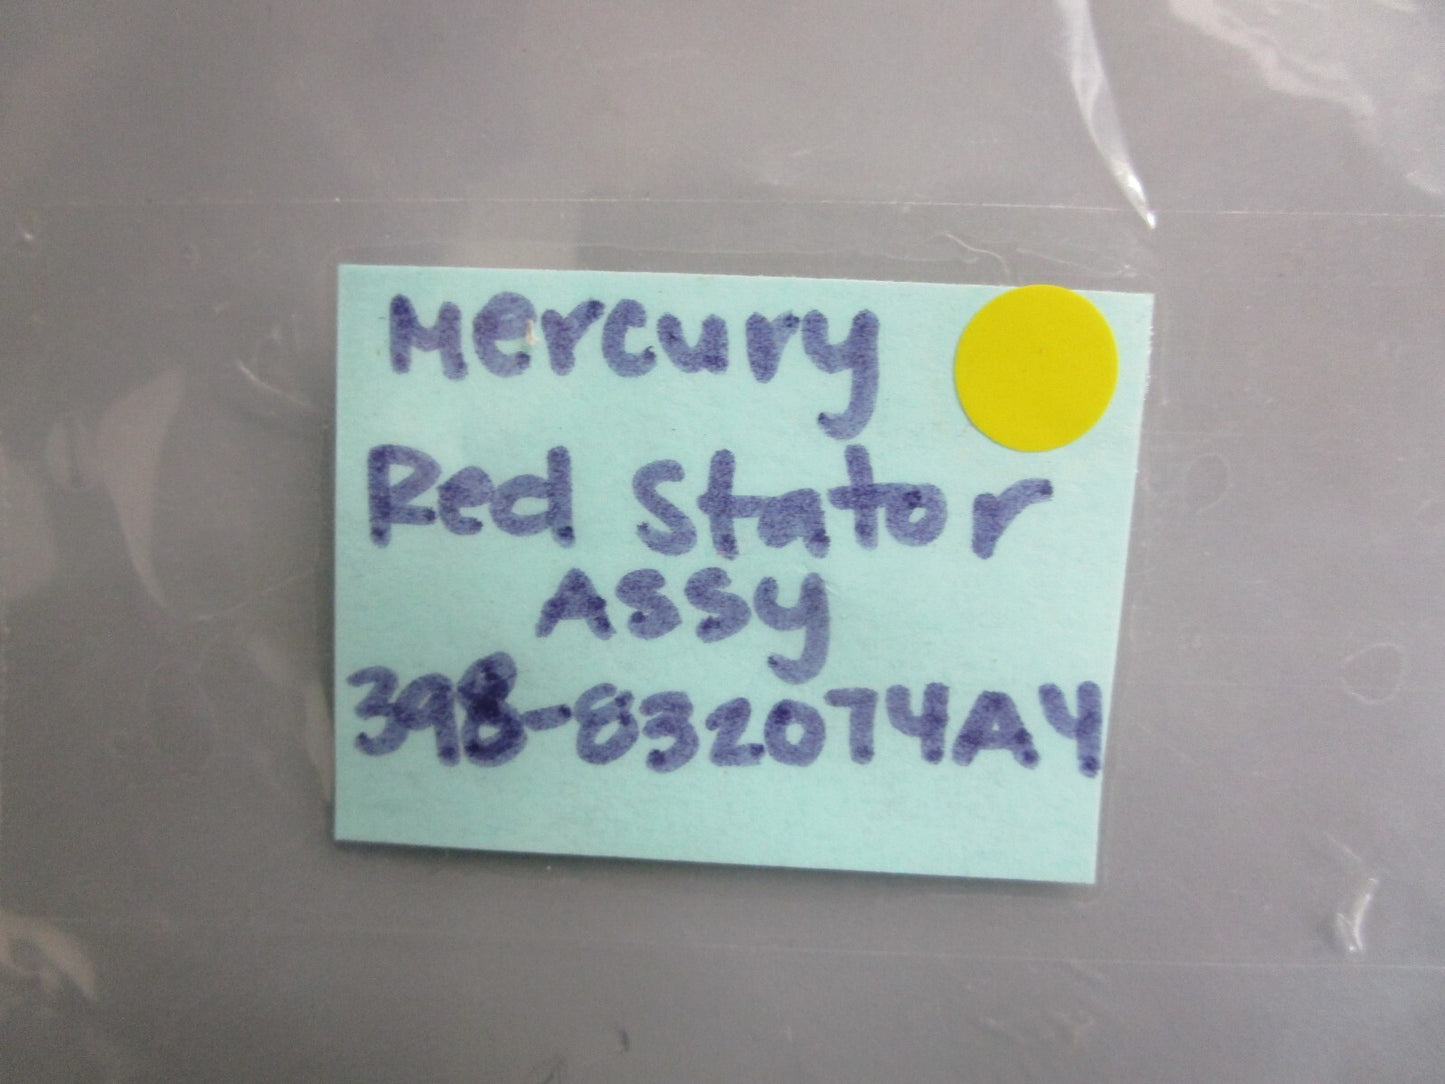 Mercury
Red Stator
Assy
398-832074A4